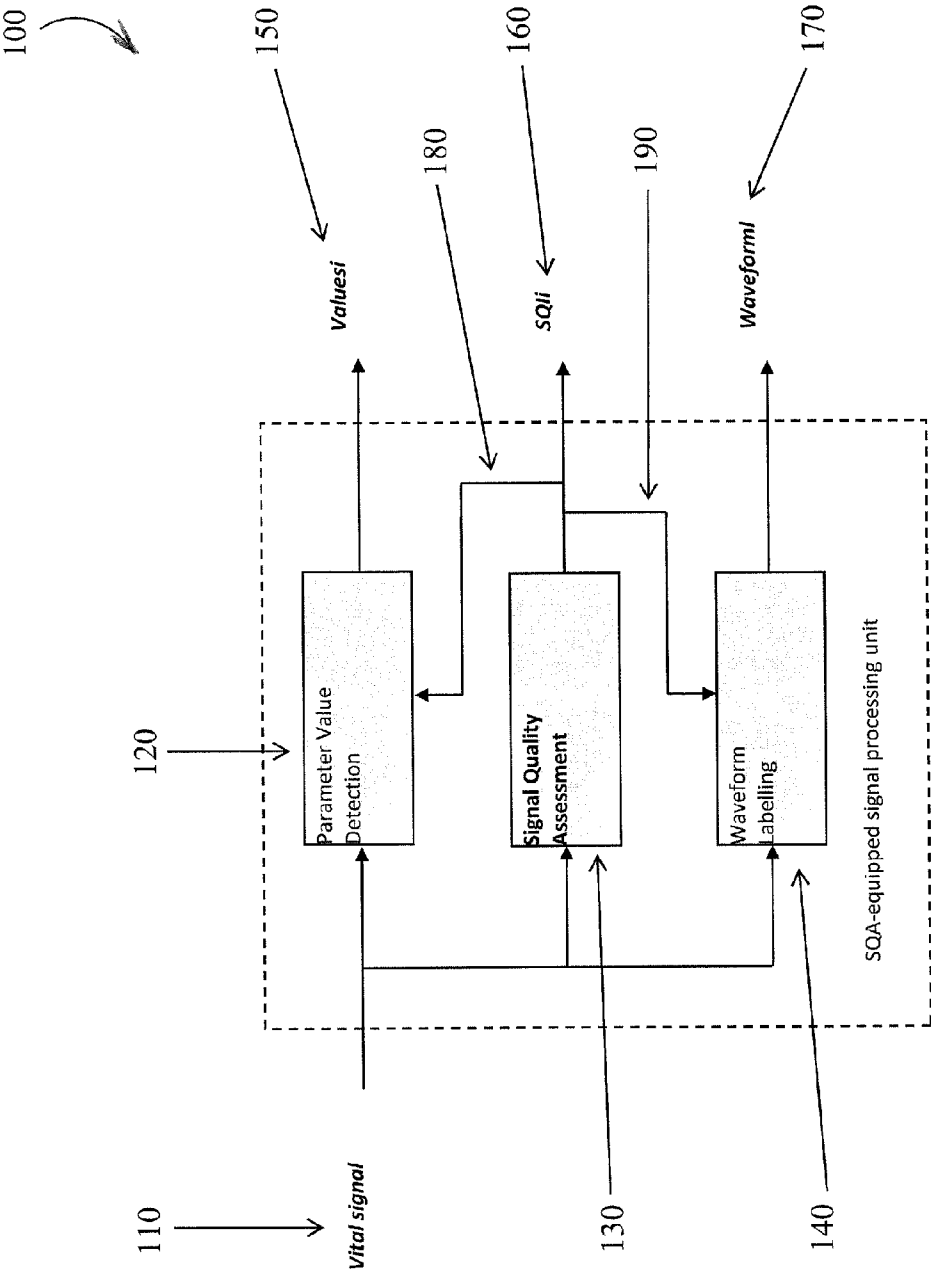 100
110
Vital signal
120
Parameter Value
Detection
150
Valuesi
180
Signal Quality
Assessment
130
160
SQIi
190
Waveform
Labelling
140
170
Waveforml
SQA-equipped signal processing unit